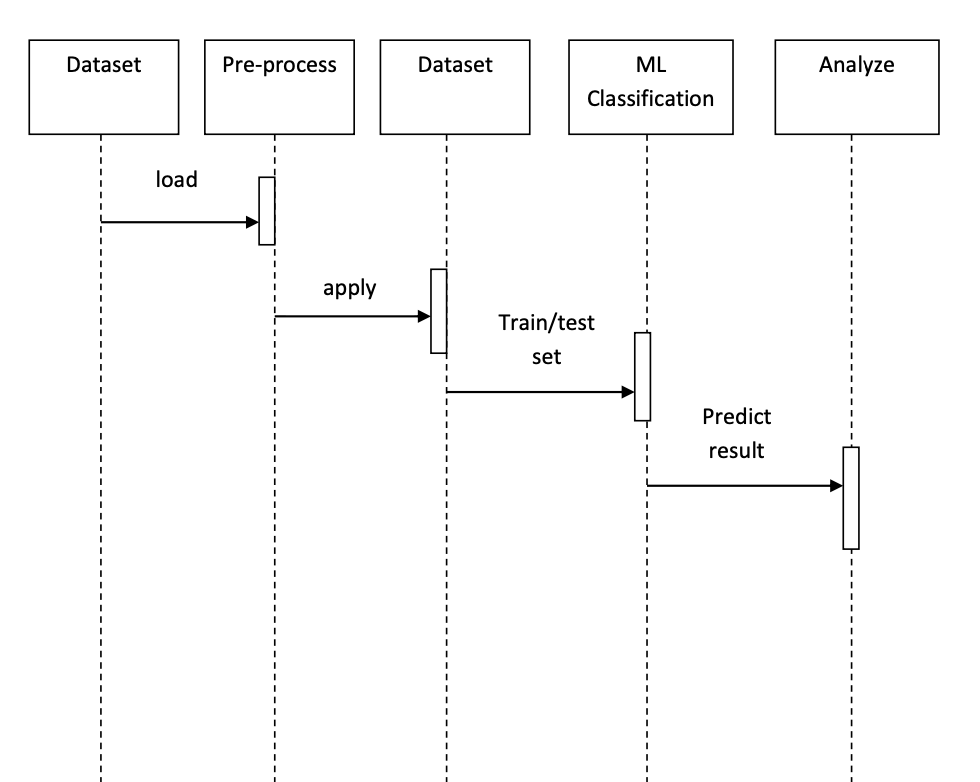 Dataset
Pre-process
Dataset
ML
Classification
Analyze
load
apply
Train/test
set
Predict
result